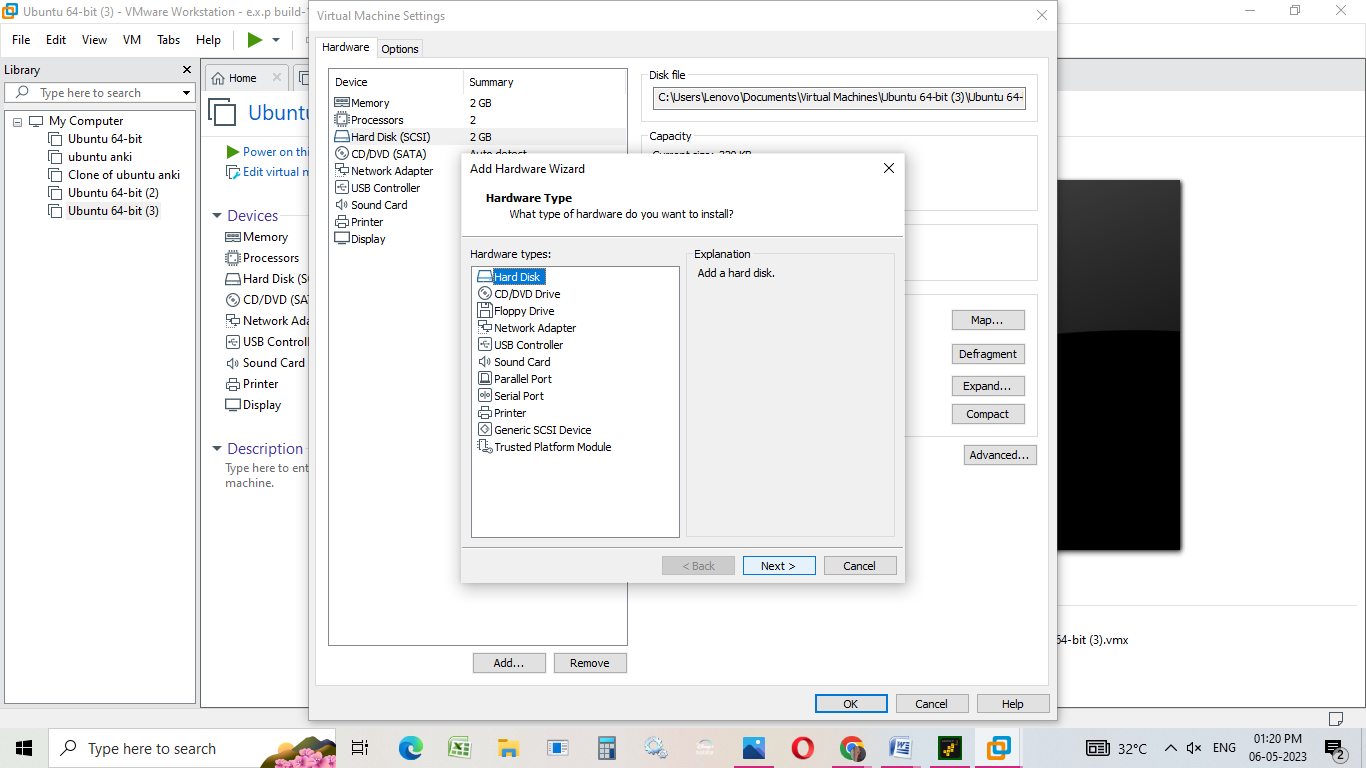 Ubuntu 64-bit (3) - VMware Workstation - e.x.p build-
File Edit View VM Tabs Help
Library
Type here to search
My Computer
Ubuntu 64-bit
ubuntu anki
Clone of ubuntu anki
Ubuntu 64-bit (2)
Ubuntu 64-bit (3)
Home
Ubuntu
Power on this
Edit virtual m
Devices
Memory
Processors
Hard Disk (S
CD/DVD (SA
Network Ada
USB Control
Sound Card
Printer
Display
Description
Type here to ent
machine.
Virtual Machine Settings
Hardware Options
Device Summary
Memory 2 GB
Processors 2
Hard Disk (SCSI) 2 GB
CD/DVD (SATA) Auto detect
Network Adapter
USB Controller
Sound Card
Printer
Display
Add... Remove
Disk file
C:\Users\Lenovo\Documents\Virtual Machines\Ubuntu 64-bit (3)\Ubuntu 64-
Capacity
Current size: 320 KB
Map...
Defragment
Expand...
Compact
Advanced...
OK Cancel Help
Add Hardware Wizard
Hardware Type
What type of hardware do you want to install?
Hardware types:
Hard Disk
CD/DVD Drive
Floppy Drive
Network Adapter
USB Controller
Sound Card
Parallel Port
Serial Port
Printer
Generic SCSI Device
Trusted Platform Module
Explanation
Add a hard disk.
< Back Next > Cancel
64-bit (3).vmx
Type here to search
32°C
ENG
01:20 PM
06-05-2023
2